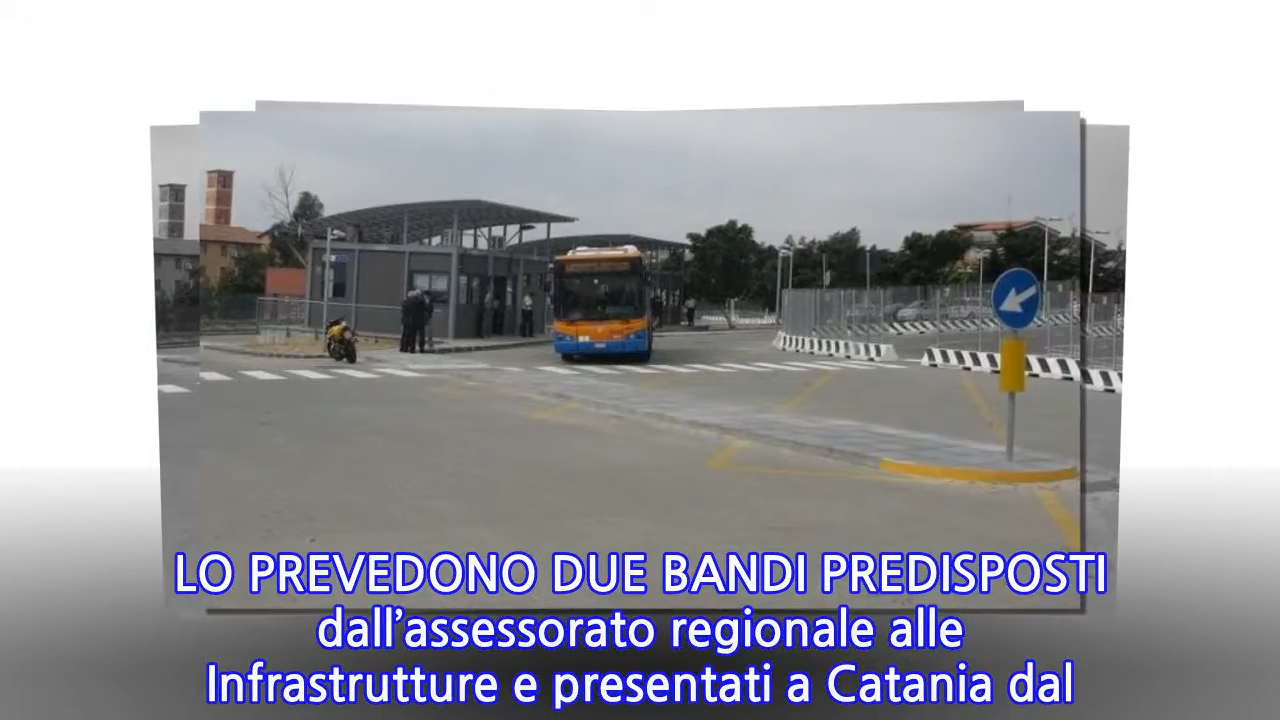 LO PREVEDONO DUE BANDI PREDISPOSTI
dall’assessorato regionale alle
Infrastrutture e presentati a Catania dal